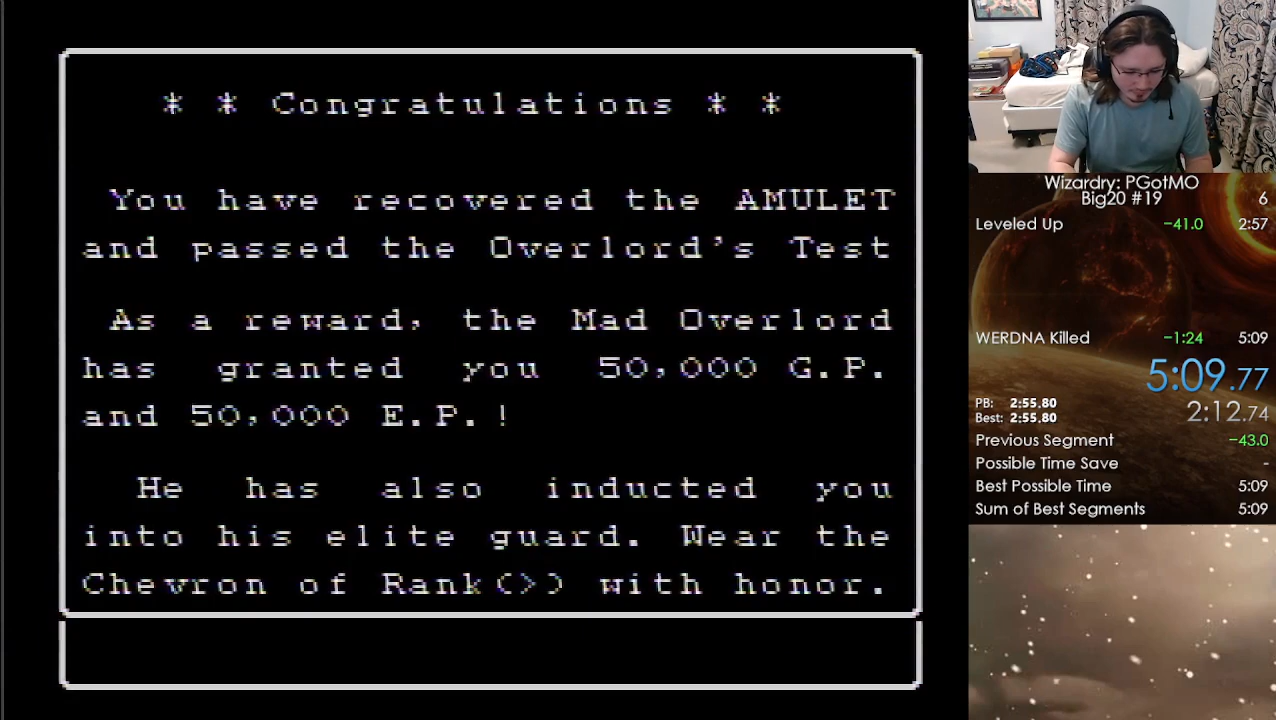 * * Congratulations * *
You have recovered the AMULET
and passed the Overlord's Test
As a reward, the Mad Overlord
has granted you 50,000 G.P.
and 50,000 E.P.!
He has also inducted you
into his elite guard. Wear the
Chevron of Rank(>) with honor.
Wizardry: PGotMO
Big20 #19 6
Leveled Up −41.0 2:57
WERDNA Killed −1:24 5:09
5:09.77
PB: 2:55.80 2:12.74
Best: 2:55.80
Previous Segment −43.0
Possible Time Save -
Best Possible Time 5:09
Sum of Best Segments 5:09